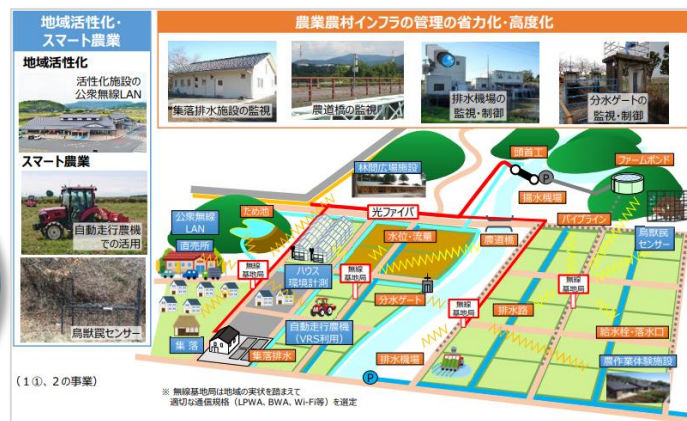 地域活性化・
スマート農業
地域活性化
活性化施設の
公衆無線LAN
スマート農業
自動走行農機
での活用
鳥獣罠センサー
(1①、2の事業)
農業農村インフラの管理の省力化・高度化
集落排水施設の監視
農道橋の監視
排水機場の
監視・制御
分水ゲートの
監視・制御
頭首工
ファームポンド
林間広場施設
P
揚水機場
光ファイバ
パイプライン
公衆無線
LAN
ため池
直売所
水位・流量
農道橋
鳥獣罠
センサー
無線
基地局
ハウス
環境計測
無線
基地局
無線
基地局
分水ゲート
無線
基地局
排水路
自動走行農機
(VRS利用)
給水栓・落水口
集落
集落排水
排水機場
農作業体験施設
P
※ 無線基地局は地域の実状を踏まえて
適切な通信規格(LPWA、BWA、Wi-Fi等)を選定